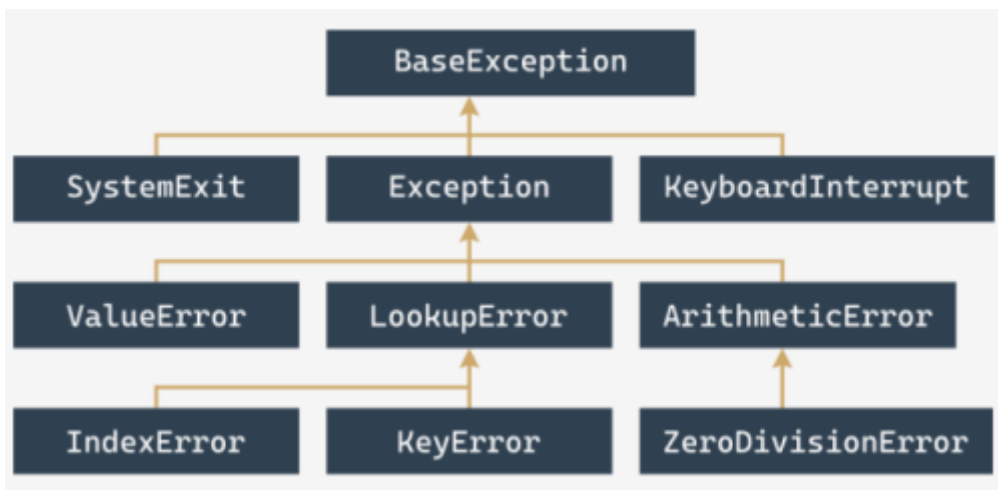 BaseException
SystemExit
Exception
KeyboardInterrupt
ValueError
LookupError
ArithmeticError
IndexError
KeyError
ZeroDivisionError